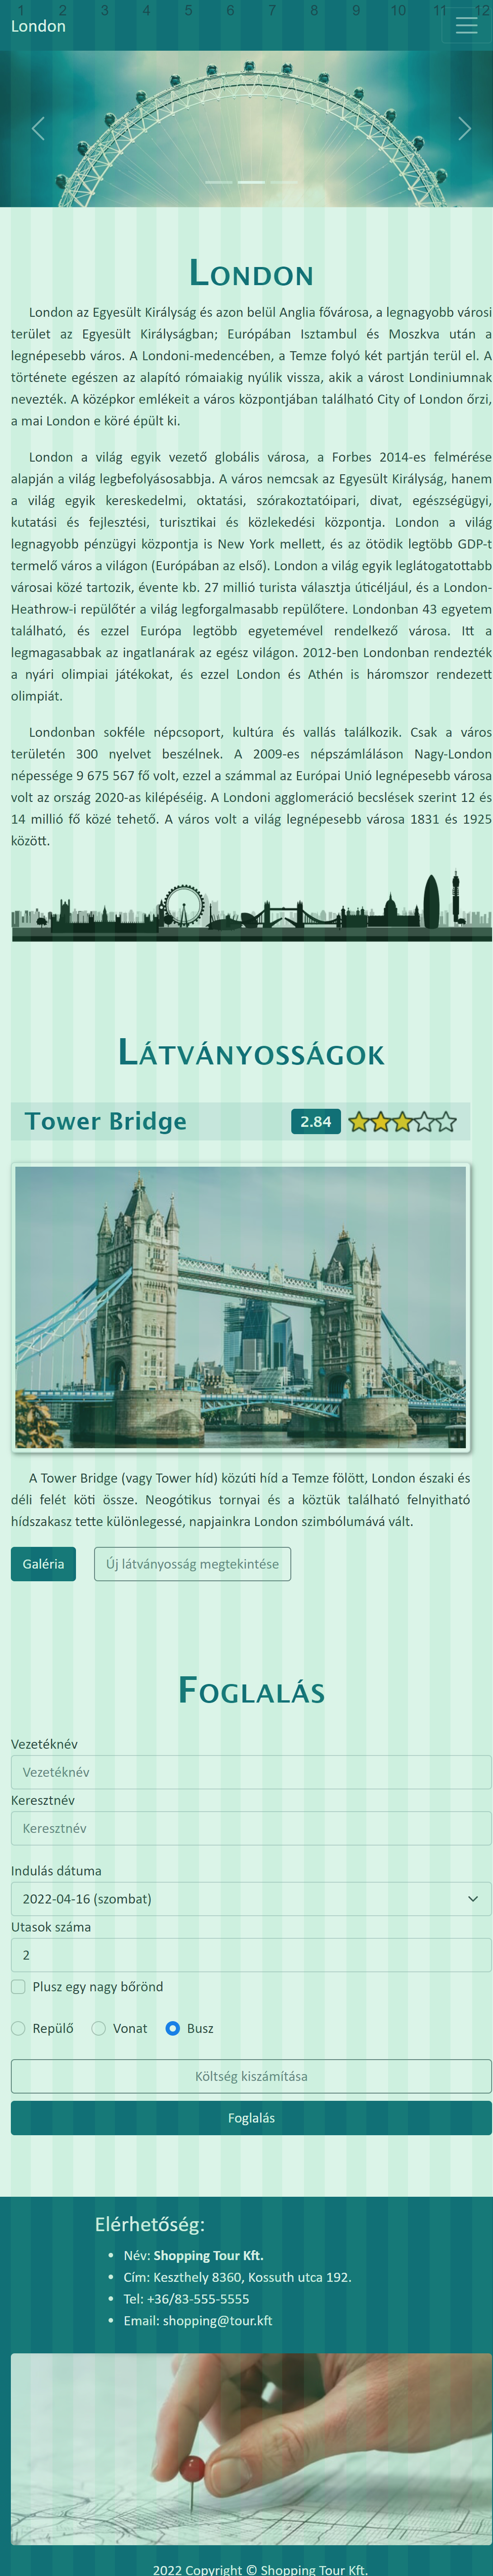 1 2 3 4 5 6 7 8 9 10 11 12
London
London
London az Egyesült Királyság és azon belül Anglia fővárosa, a legnagyobb városi
terület az Egyesült Királyságban; Európában Isztambul és Moszkva után a
legnépesebb város. A Londoni-medencében, a Temze folyó két partján terül el. A
története egészen az alapító rómaiakig nyúlik vissza, akik a várost Londiniumnak
nevezték. A középkor emlékeit a város központjában található City of London őrzi,
a mai London e köré épült ki.
London a világ egyik vezető globális városa, a Forbes 2014-es felmérése
alapján a világ legbefolyásosabbja. A város nemcsak az Egyesült Királyság, hanem
a világ egyik kereskedelmi, oktatási, szórakoztatóipari, divat, egészségügyi,
kutatási és fejlesztési, turisztikai és közlekedési központja. London a világ
legnagyobb pénzügyi központja is New York mellett, és az ötödik legtöbb GDP-t
termelő város a világon (Európában az első). London a világ egyik leglátogatottabb
városai közé tartozik, évente kb. 27 millió turista választja úticéljául, és a London-
Heathrow-i repülőtér a világ legforgalmasabb repülőtere. Londonban 43 egyetem
található, és ezzel Európa legtöbb egyetemével rendelkező városa. Itt a
legmagasabbak az ingatlanárak az egész világon. 2012-ben Londonban rendezték
a nyári olimpiai játékokat, és ezzel London és Athén is háromszor rendezett
olimpiát.
Londonban sokféle népcsoport, kultúra és vallás találkozik. Csak a város
területén 300 nyelvet beszélnek. A 2009-es népszámláláson Nagy-London
népessége 9 675 567 fő volt, ezzel a számmal az Európai Unió legnépesebb városa
volt az ország 2020-as kilépéséig. A Londoni agglomeráció becslések szerint 12 és
14 millió fő közé tehető. A város volt a világ legnépesebb városa 1831 és 1925
között.
Látványosságok
Tower Bridge 2.84
A Tower Bridge (vagy Tower híd) közúti híd a Temze fölött, London északi és
déli felét köti össze. Neogótikus tornyai és a köztük található felnyitható
hídszakasz tette különlegessé, napjainkra London szimbólumává vált.
Galéria Új látványosság megtekintése
Foglalás
Vezetéknév
Vezetéknév
Keresztnév
Keresztnév
Indulás dátuma
2022-04-16 (szombat)
Utasok száma
2
Plusz egy nagy bőrönd
Repülő Vonat Busz
Költség kiszámítása
Foglalás
Elérhetőség:
Név: Shopping Tour Kft.
Cím: Keszthely 8360, Kossuth utca 192.
Tel: +36/83-555-5555
Email: shopping@tour.kft
2022 Copyright © Shopping Tour Kft.